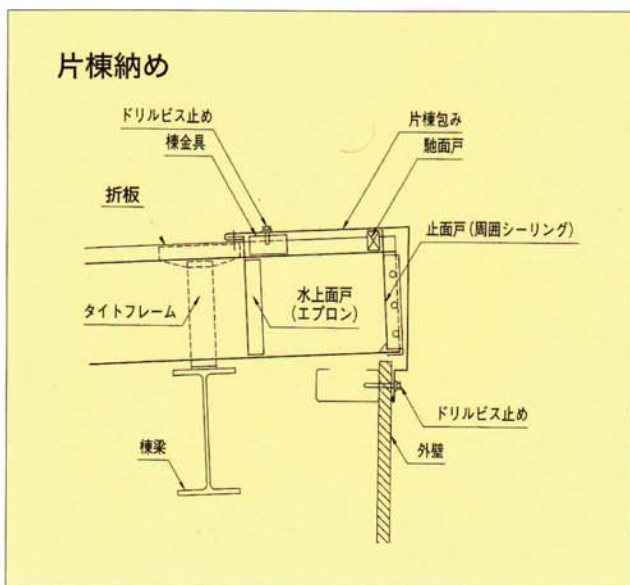 片棟納め
ドリルビス止め
棟金具
片棟包み
馳面戸
折板
止面戸(周囲シーリング)
タイトフレーム
水上面戸
(エプロン)
ドリルビス止め
棟梁
外壁